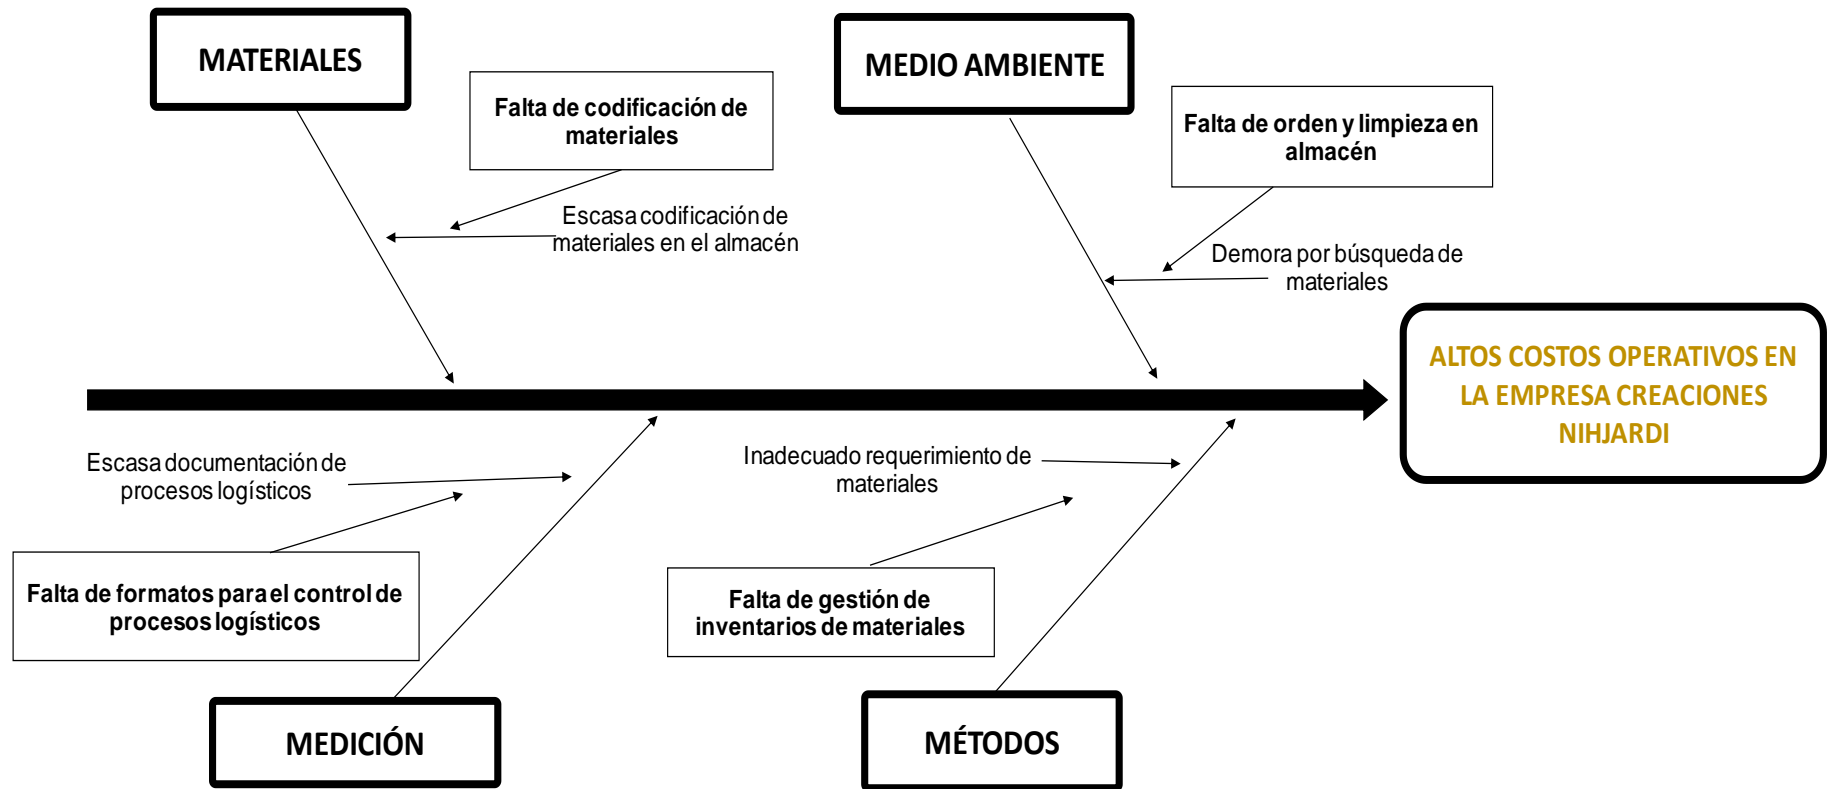 MATERIALES
MEDIO AMBIENTE
Falta de codificación de
materiales
Falta de orden y limpieza en
almacén
Escasa codificación de
materiales en el almacén
Demora por búsqueda de
materiales
ALTOS COSTOS OPERATIVOS EN
LA EMPRESA CREACIONES
NIHJARDI
Escasa documentación de
procesos logísticos
Inadecuado requerimiento de
materiales
Falta de formatos para el control de
procesos logísticos
Falta de gestión de
inventarios de materiales
MEDICIÓN
MÉTODOS